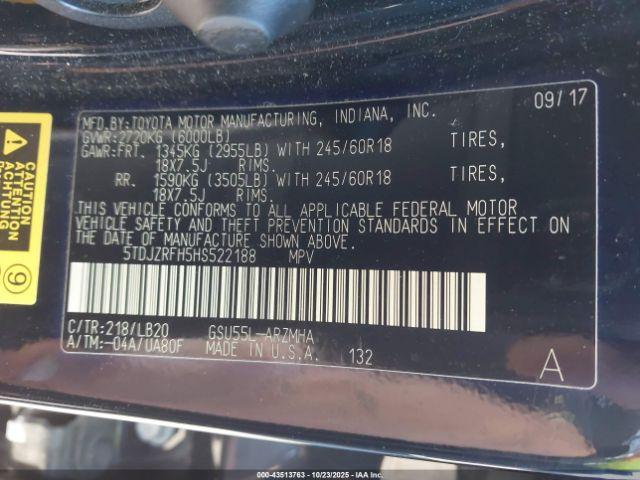 MFD.BY:TOYOTA MOTOR MANUFACTURING, INDIANA, INC. 09/17
GVWR:2720KG (6000LB)
GAWR:FRT. 1345KG (2955LB) WITH 245/60R18 TIRES,
18X7.5J RIMS.
RR. 1590KG (3505LB) WITH 245/60R18 TIRES,
18X7.5J RIMS.
THIS VEHICLE CONFORMS TO ALL APPLICABLE FEDERAL MOTOR
VEHICLE SAFETY AND THEFT PREVENTION STANDARDS IN EFFECT ON
THE DATE OF MANUFACTURE SHOWN ABOVE.
5TDJZRFH5HS522188 MPV
C/TR:218/LB20 GSU55L-ARZMHA
A/TM:-04A/UA80F MADE IN U.S.A. 132 A
CAUTION
ATTENTION
ACHTUNG
9
000-43513763 - 10/23/2025 - IAAI, Inc.